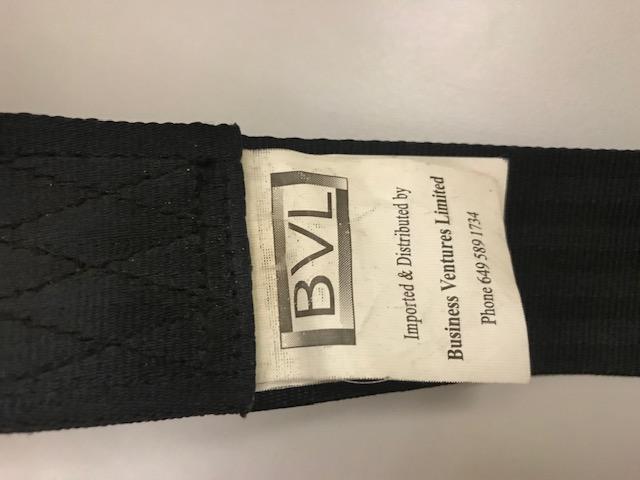 BVL
Imported & Distributed by
Business Ventures Limited
Phone 649 589 1734